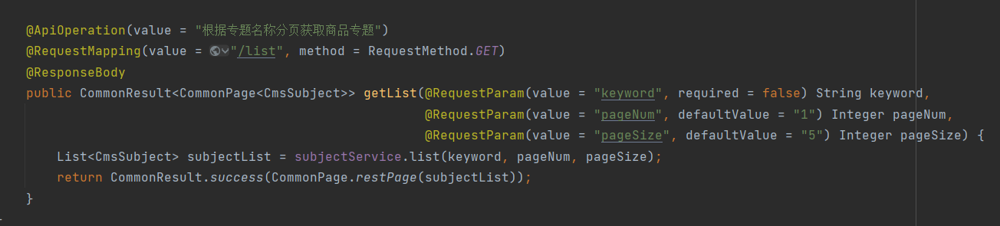 @ApiOperation(value = "根据专题名称分页获取商品专题")
@RequestMapping(value = "/list", method = RequestMethod.GET)
@ResponseBody
public CommonResult<CommonPage<CmsSubject>> getList(@RequestParam(value = "keyword", required = false) String keyword,
@RequestParam(value = "pageNum", defaultValue = "1") Integer pageNum,
@RequestParam(value = "pageSize", defaultValue = "5") Integer pageSize) {
List<CmsSubject> subjectList = subjectService.list(keyword, pageNum, pageSize);
return CommonResult.success(CommonPage.restPage(subjectList));
}